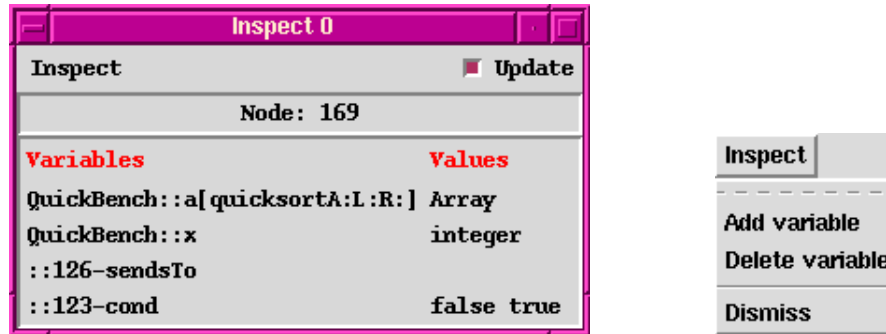 Inspect 0
Inspect Update
Node: 169
Variables Values
QuickBench::a[quicksortA:L:R:] Array
QuickBench::x integer
::126-sendsTo
::123-cond false true
Inspect
Add variable
Delete variable
Dismiss